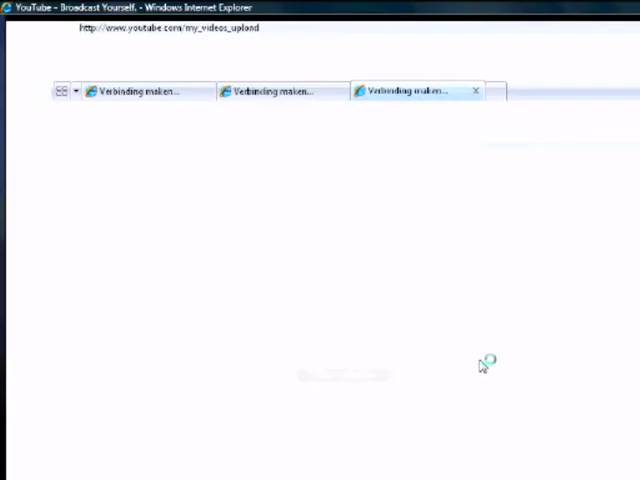 YouTube - Broadcast Yourself. - Windows Internet Explorer
http://www.youtube.com/my_videos_upload
Verbinding maken... Verbinding maken... Verbinding maken...